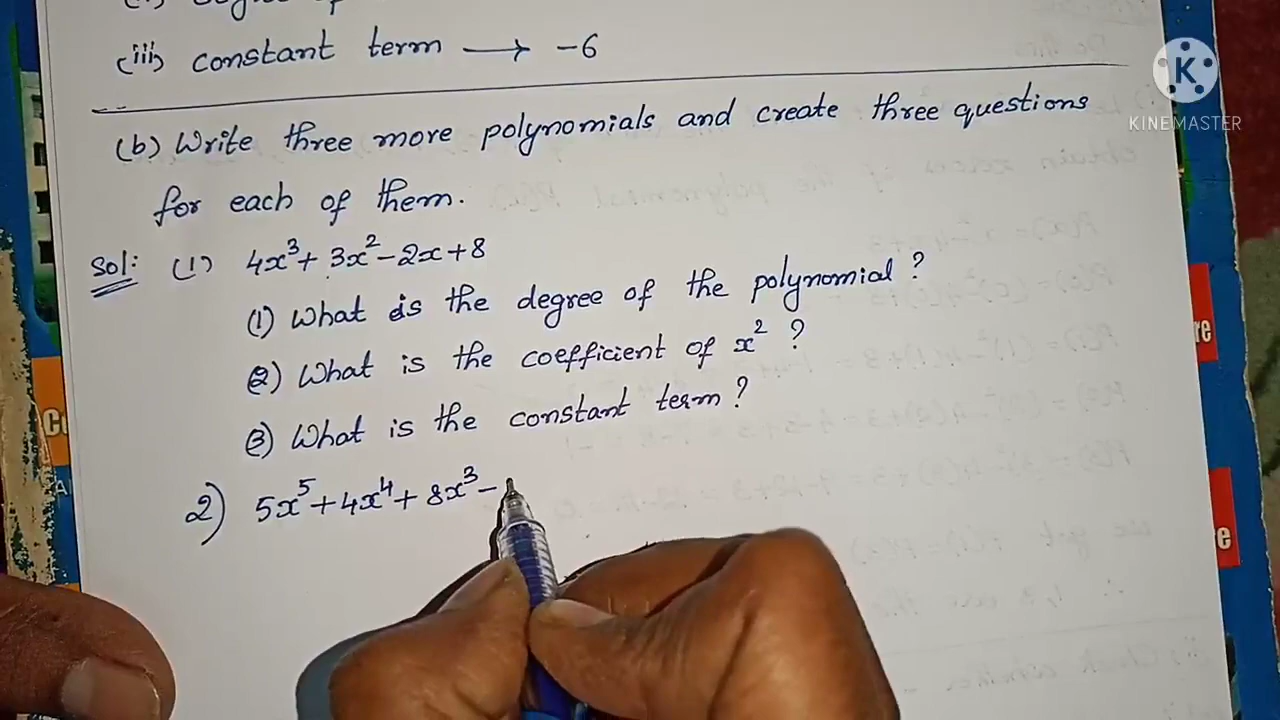 (iii) constant term → -6
K
KINEMASTER
(b) Write three more polynomials and create three questions
for each of them.
Sol: (1) 4x³ + 3x² - 2x + 8
(1) What is the degree of the polynomial ?
(2) What is the coefficient of x² ?
(3) What is the constant term ?
2) 5x⁵ + 4x⁴ + 8x³ -